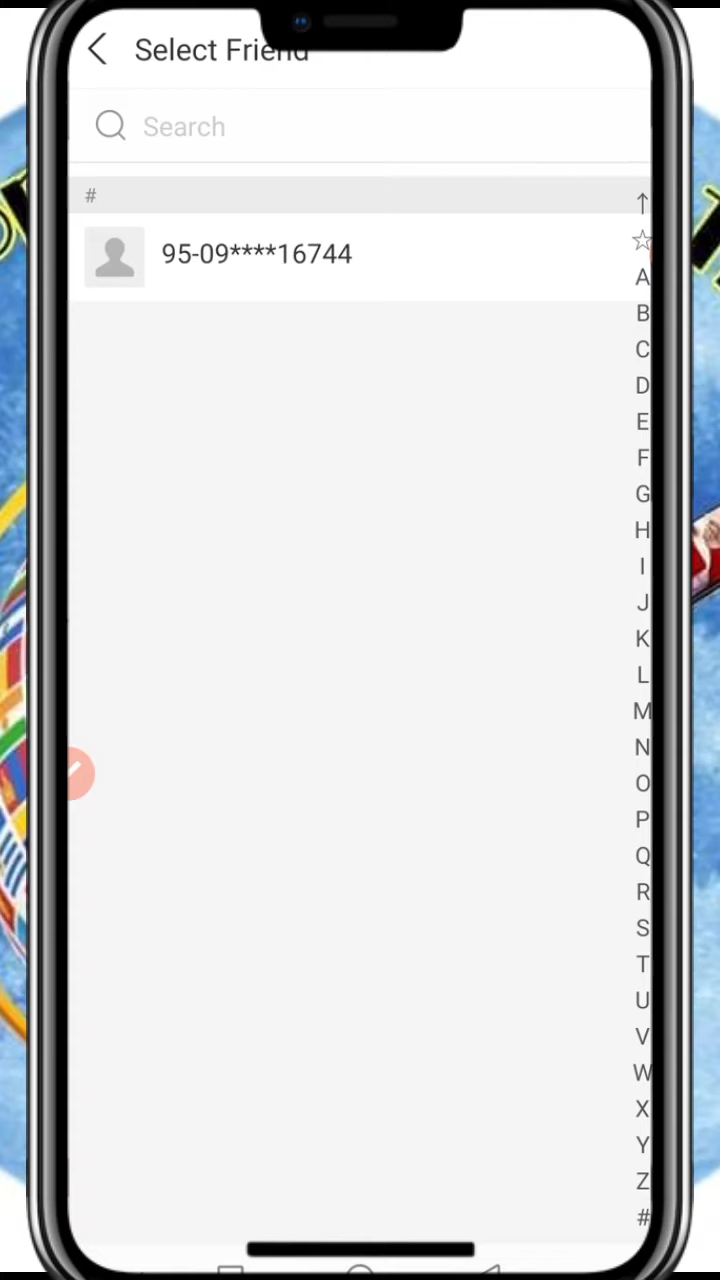 Select Friend
Search
#
95-09****16744
↑
☆
A
B
C
D
E
F
G
H
I
J
K
L
M
N
O
P
Q
R
S
T
U
V
W
X
Y
Z
#